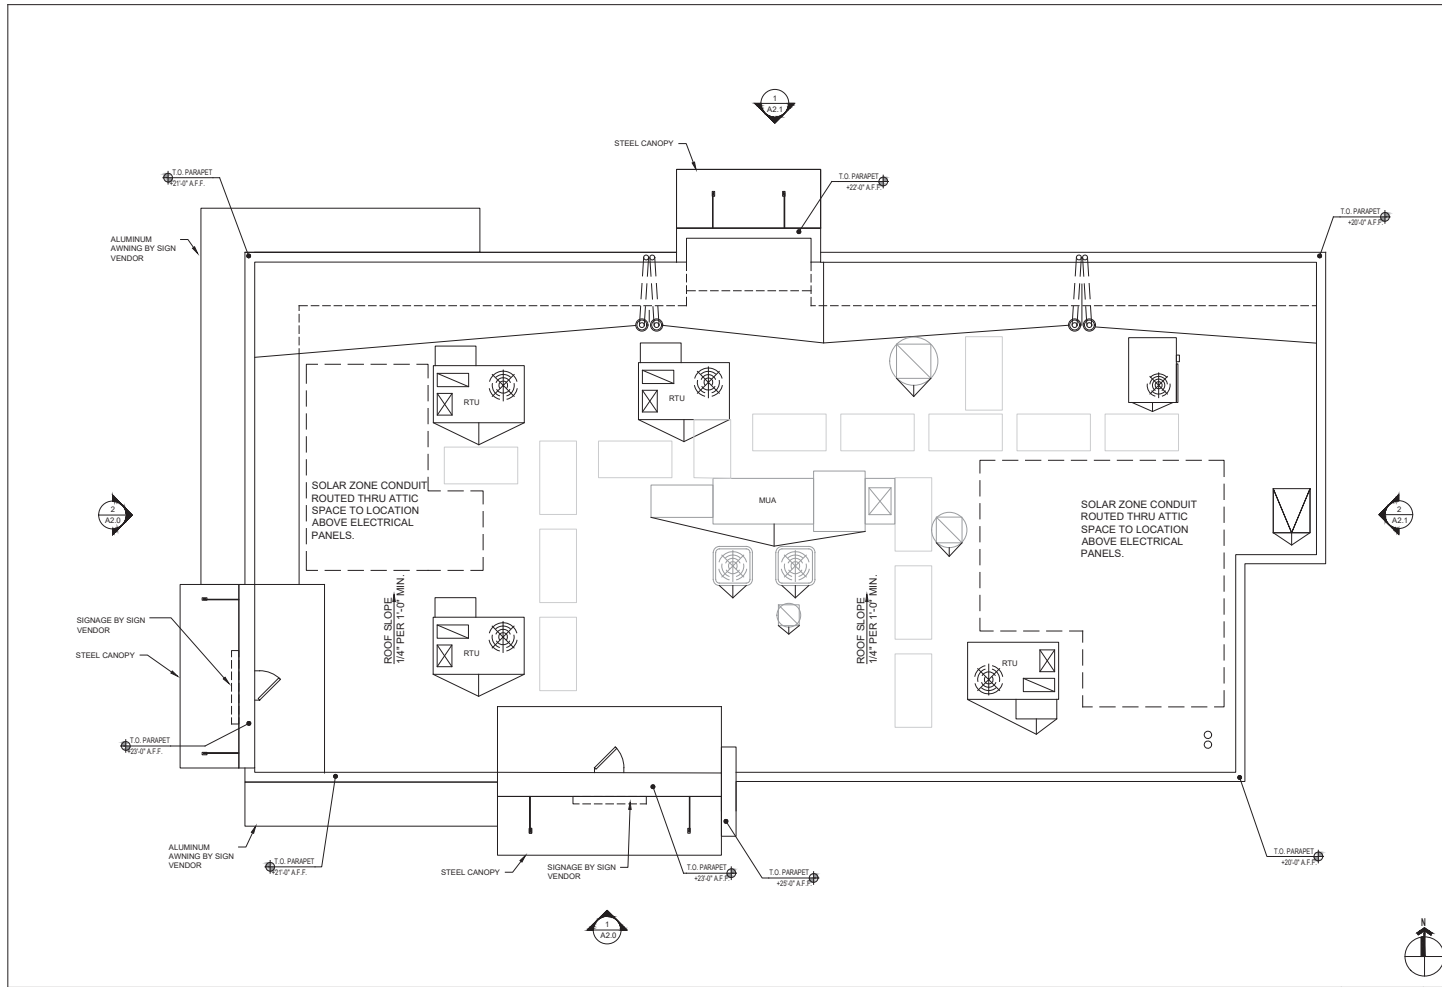 1
A2.1
STEEL CANOPY
T.O. PARAPET
+21'-0" A.F.F.
T.O. PARAPET
+22'-0" A.F.F.
T.O. PARAPET
+20'-0" A.F.F.
ALUMINUM
AWNING BY SIGN
VENDOR
RTU
RTU
SOLAR ZONE CONDUIT
ROUTED THRU ATTIC
SPACE TO LOCATION
ABOVE ELECTRICAL
PANELS.
MUA
SOLAR ZONE CONDUIT
ROUTED THRU ATTIC
SPACE TO LOCATION
ABOVE ELECTRICAL
PANELS.
2
A2.0
2
A2.1
ROOF SLOPE
1/4" PER 1'-0" MIN.
ROOF SLOPE
1/4" PER 1'-0" MIN.
SIGNAGE BY SIGN
VENDOR
STEEL CANOPY
RTU
RTU
T.O. PARAPET
+23'-0" A.F.F.
ALUMINUM
AWNING BY SIGN
VENDOR
T.O. PARAPET
+21'-0" A.F.F.
STEEL CANOPY
SIGNAGE BY SIGN
VENDOR
T.O. PARAPET
+23'-0" A.F.F.
T.O. PARAPET
+25'-0" A.F.F.
T.O. PARAPET
+20'-0" A.F.F.
1
A2.0
N